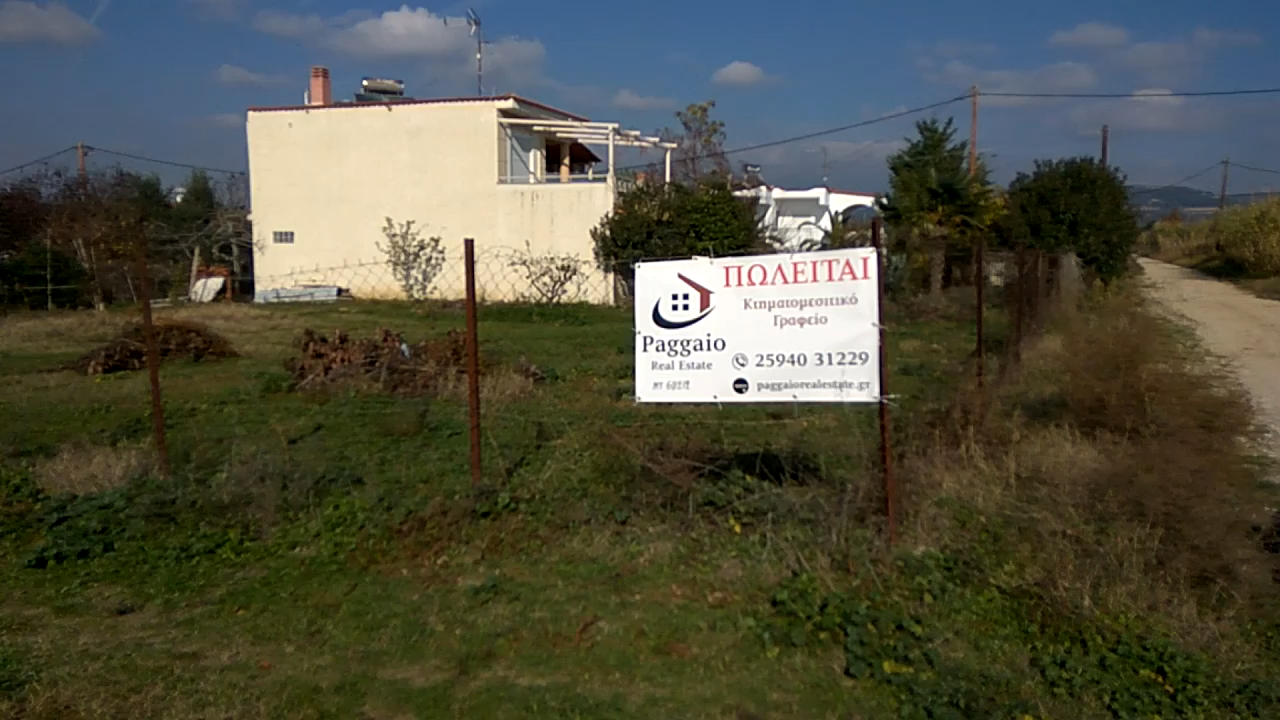 ΠΩΛΕΙΤΑΙ
Κτηματομεσιτικό
Γραφείο
Paggaio
Real Estate
25940 31229
paggaiorealestate.gr